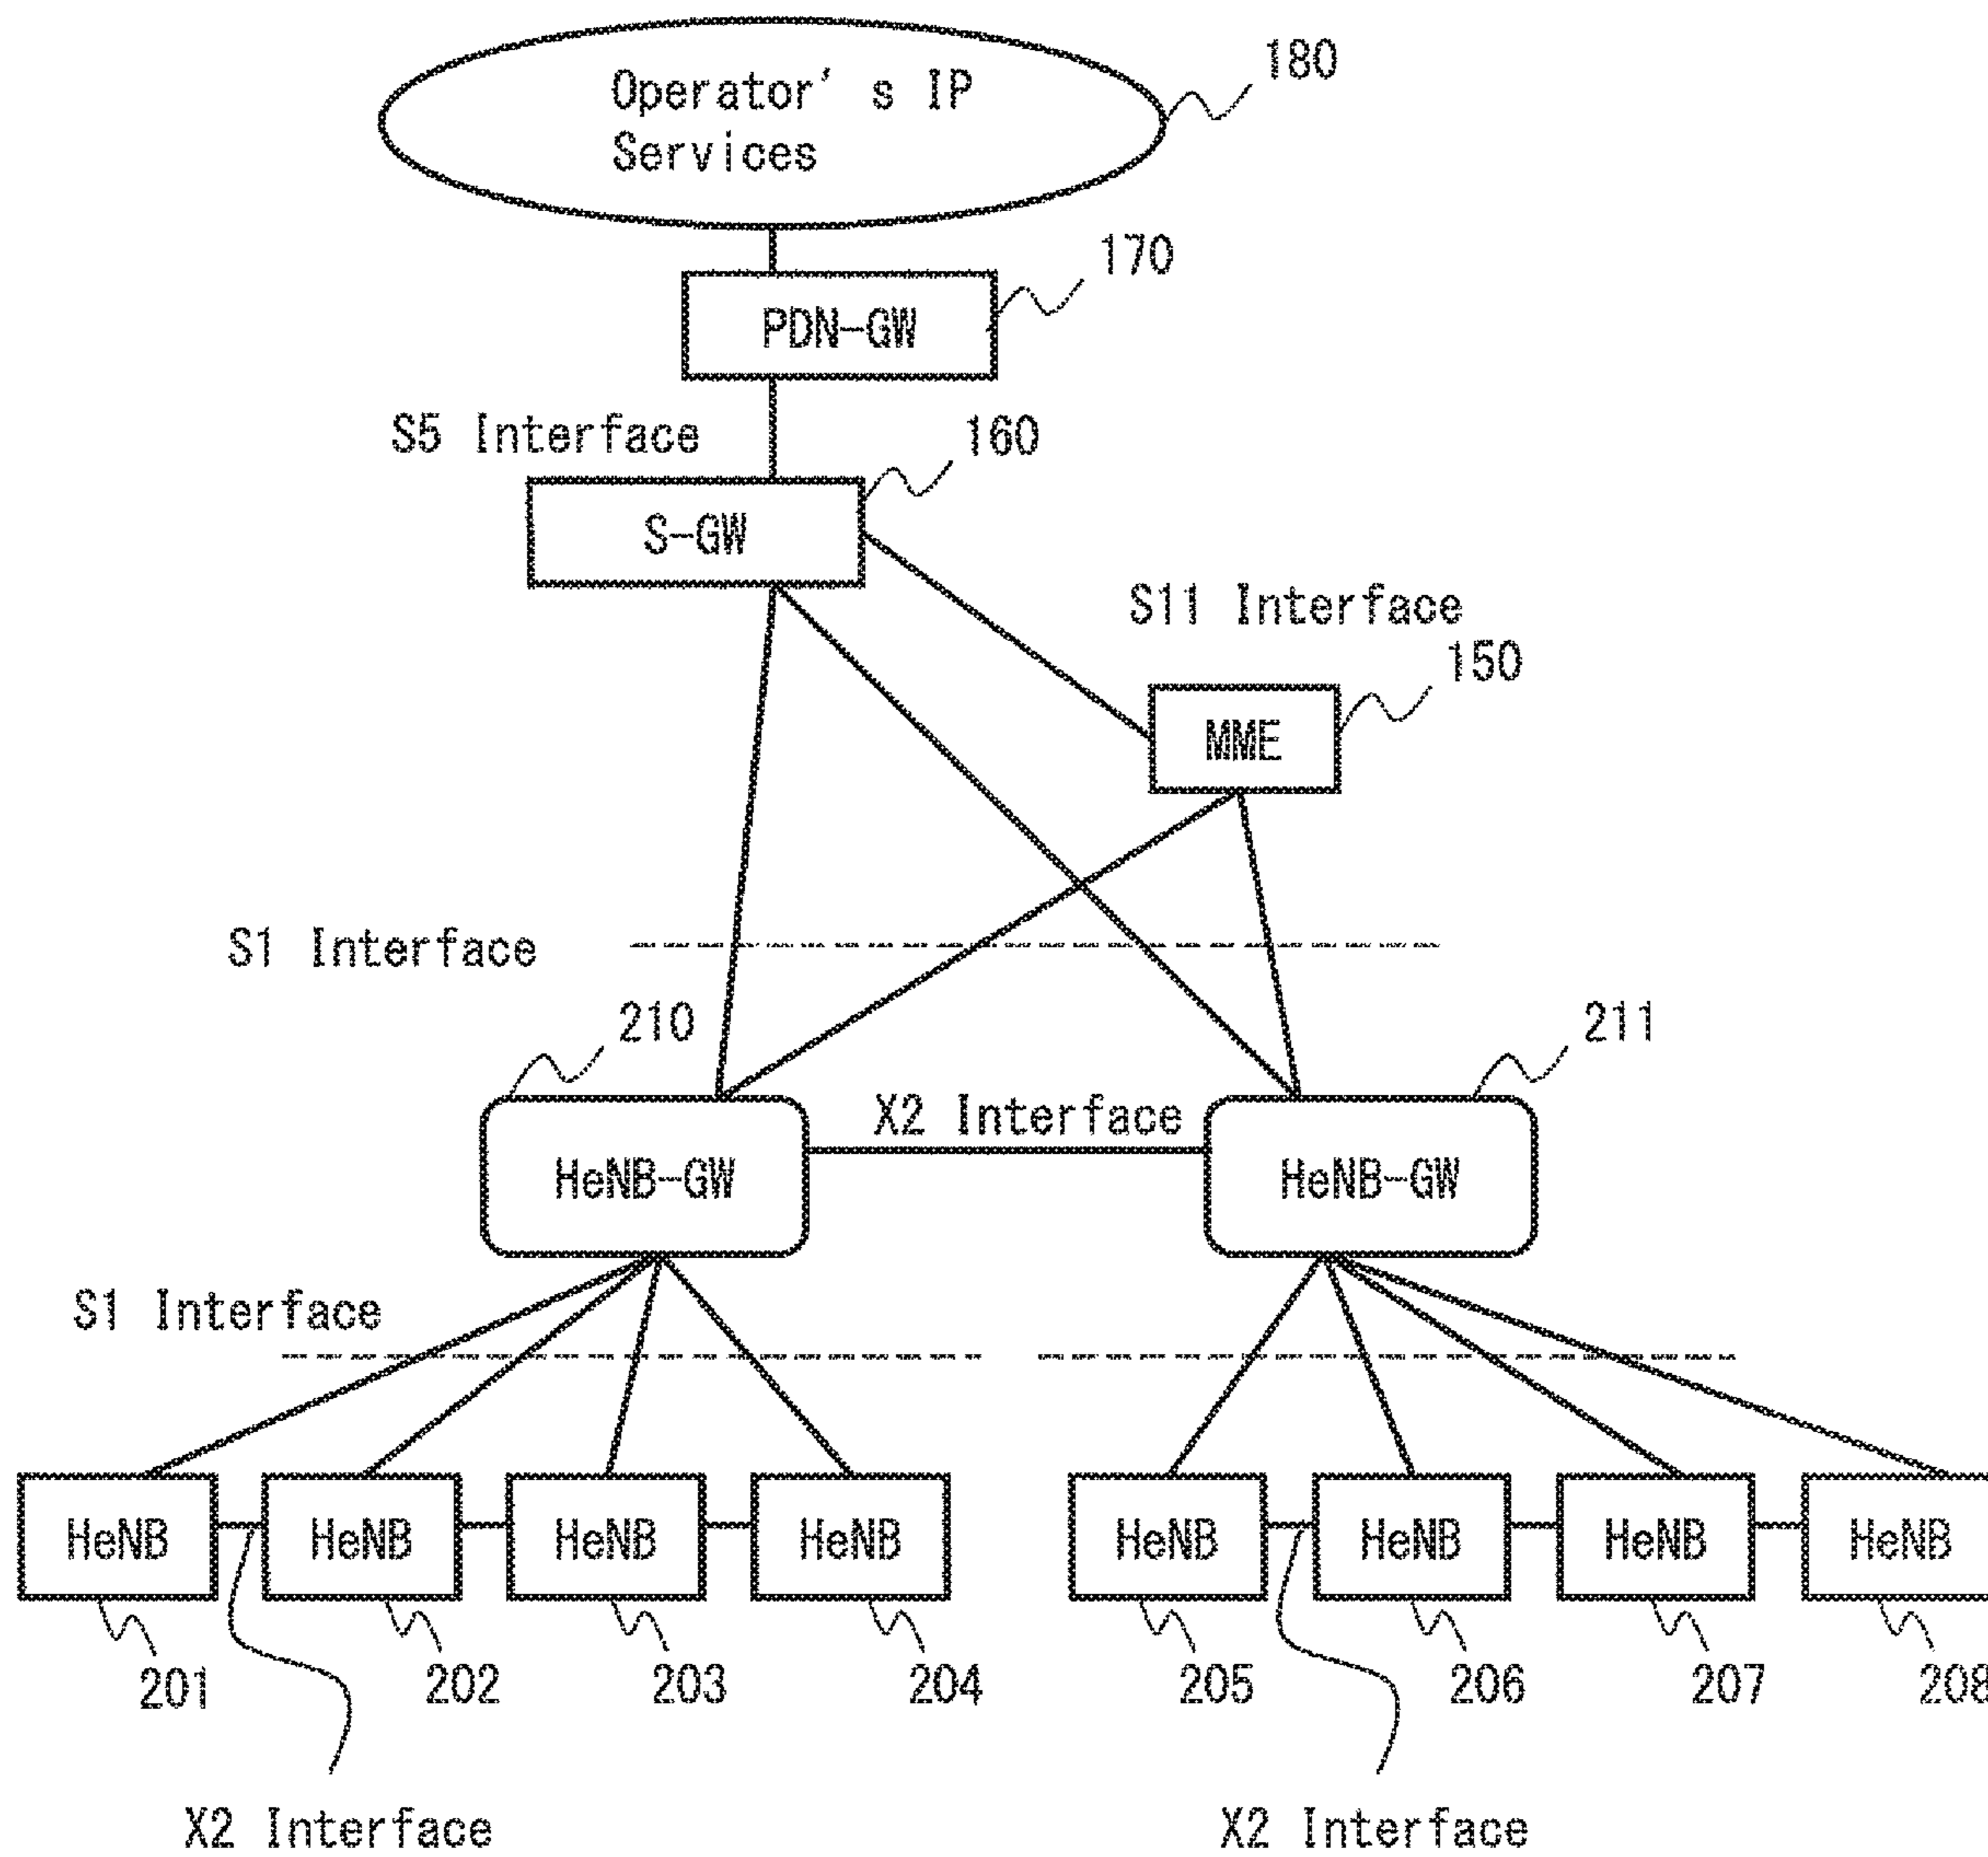 Operator's IP
Services
180
170
PDN-GW
S5 Interface
160
S-GW
S11 Interface
150
MME
S1 Interface
210
211
X2 Interface
HeNB-GW
HeNB-GW
S1 Interface
HeNB
HeNB
HeNB
HeNB
HeNB
HeNB
HeNB
HeNB
201
202
203
204
205
206
207
208
X2 Interface
X2 Interface